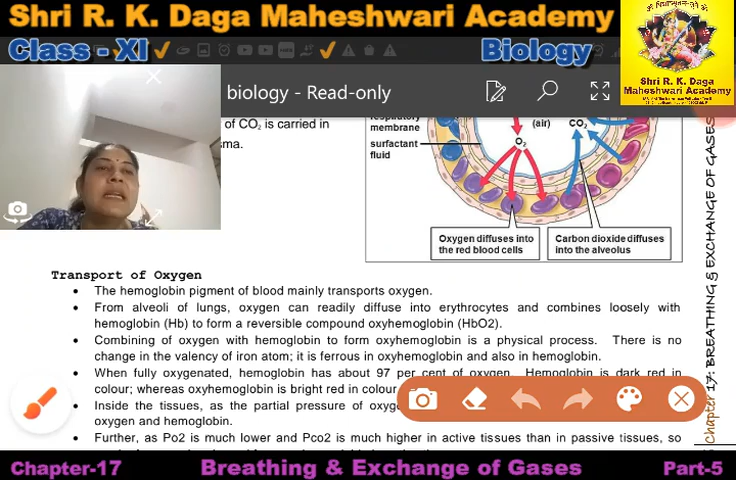 Shri R. K. Daga Maheshwari Academy
Class - XI
Biology
Shri R. K. Daga
Maheshwari Academy
biology - Read-only
of CO₂ is carried in
sma.
respiratory
membrane
surfactant
fluid
(air)
CO₂
O₂
Oxygen diffuses into
the red blood cells
Carbon dioxide diffuses
into the alveolus
Transport of Oxygen
• The hemoglobin pigment of blood mainly transports oxygen.
• From alveoli of lungs, oxygen can readily diffuse into erythrocytes and combines loosely with
hemoglobin (Hb) to form a reversible compound oxyhemoglobin (HbO2).
• Combining of oxygen with hemoglobin to form oxyhemoglobin is a physical process. There is no
change in the valency of iron atom; it is ferrous in oxyhemoglobin and also in hemoglobin.
• When fully oxygenated, hemoglobin has about 97 per cent of oxygen. Hemoglobin is dark red in
colour; whereas oxyhemoglobin is bright red in colour
• Inside the tissues, as the partial pressure of oxyg
oxygen and hemoglobin.
• Further, as Po2 is much lower and Pco2 is much higher in active tissues than in passive tissues, so
Chapter 17: BREATHING & EXCHANGE OF GASES
Chapter-17
Breathing & Exchange of Gases
Part-5